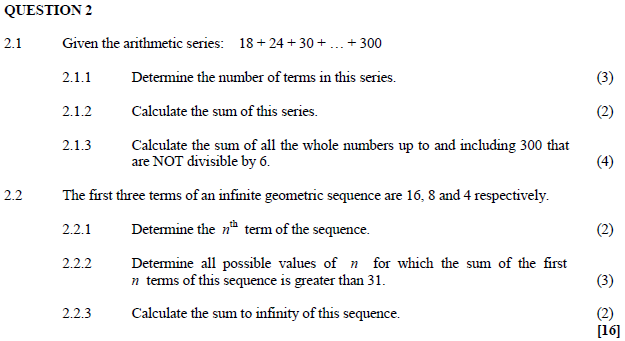 QUESTION 2
2.1 Given the arithmetic series: 18 + 24 + 30 + … + 300
2.1.1 Determine the number of terms in this series. (3)
2.1.2 Calculate the sum of this series. (2)
2.1.3 Calculate the sum of all the whole numbers up to and including 300 that
are NOT divisible by 6. (4)
2.2 The first three terms of an infinite geometric sequence are 16, 8 and 4 respectively.
2.2.1 Determine the nth term of the sequence. (2)
2.2.2 Determine all possible values of n for which the sum of the first
n terms of this sequence is greater than 31. (3)
2.2.3 Calculate the sum to infinity of this sequence. (2)
[16]